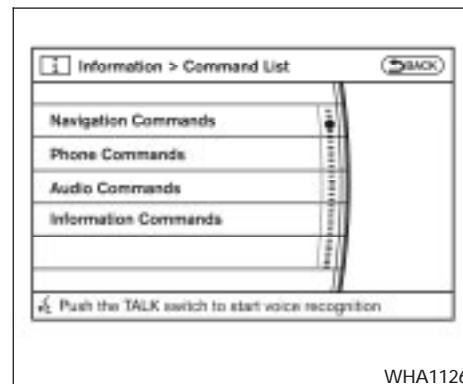 i Information > Command List BACK
Navigation Commands
Phone Commands
Audio Commands
Information Commands
Push the TALK switch to start voice recognition
WHA1126